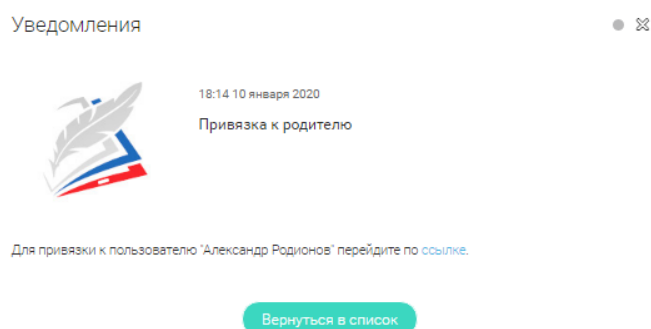 Уведомления
18:14 10 января 2020
Привязка к родителю
Для привязки к пользователю "Александр Родионов" перейдите по ссылке.
Вернуться в список